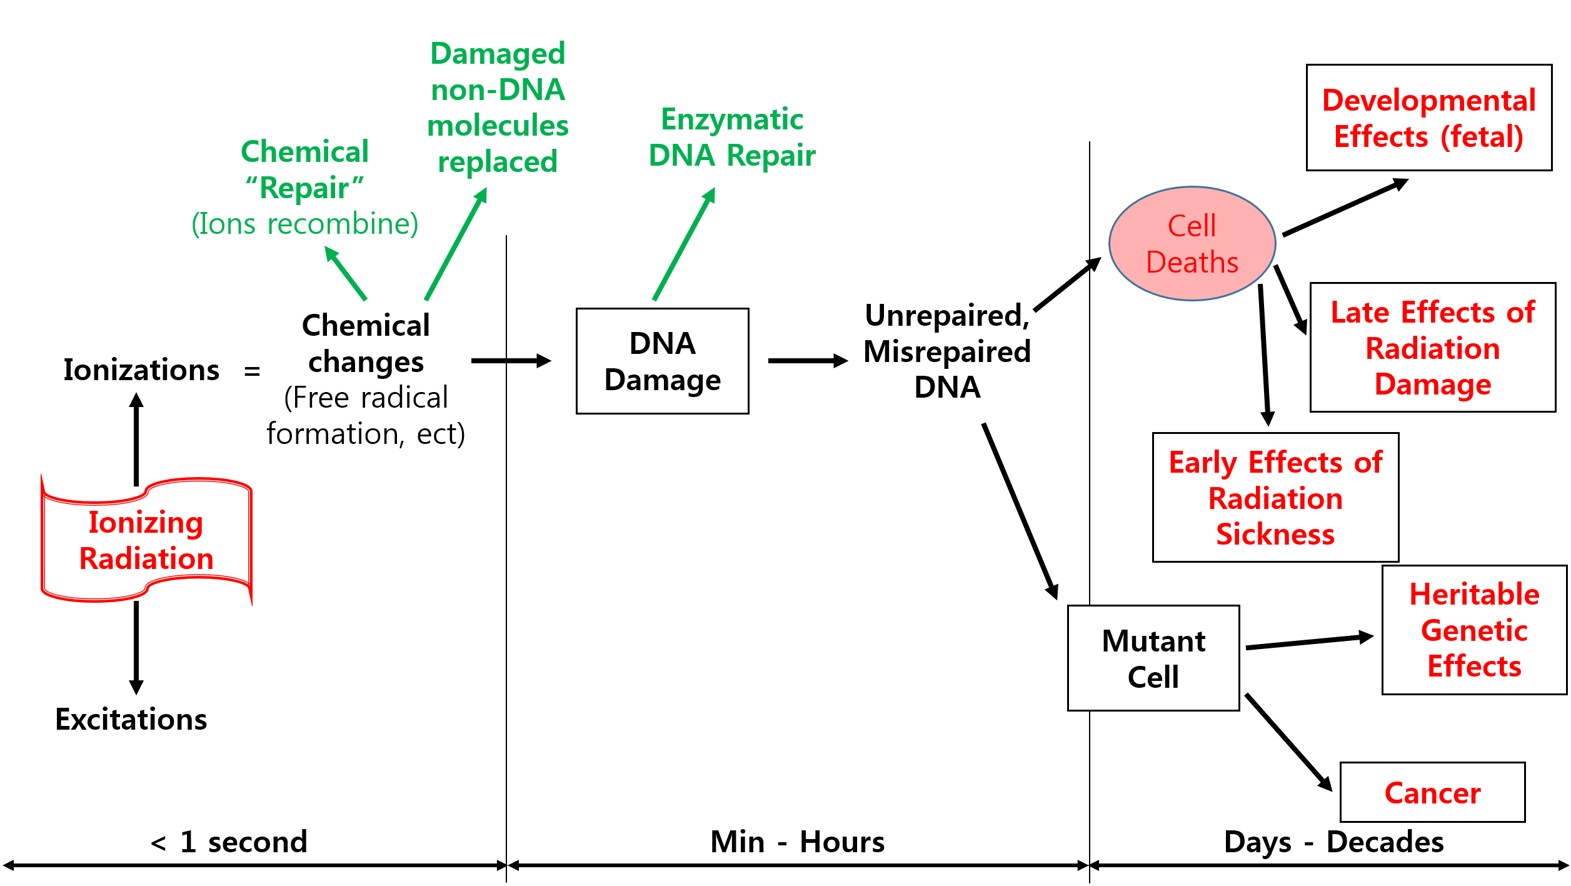 Damaged
non-DNA
molecules
replaced
Chemical
“Repair”
(Ions recombine)
Enzymatic
DNA Repair
Developmental
Effects (fetal)
Cell
Deaths
Ionizations =
Chemical
changes
(Free radical
formation, ect)
DNA
Damage
Unrepaired,
Misrepaired
DNA
Late Effects of
Radiation
Damage
Early Effects of
Radiation
Sickness
Ionizing
Radiation
Excitations
Mutant
Cell
Heritable
Genetic
Effects
Cancer
< 1 second
Min - Hours
Days - Decades